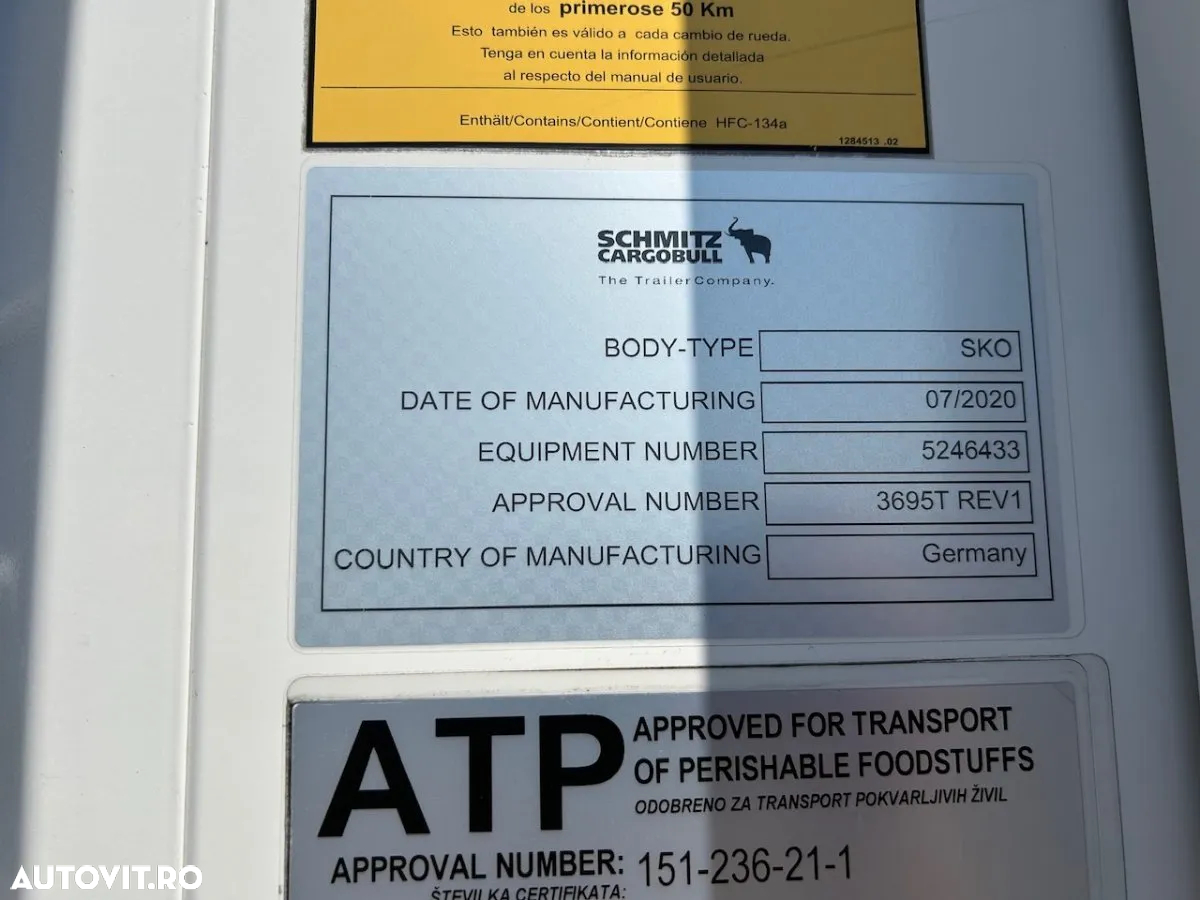 de los primerose 50 Km
Esto también es válido a cada cambio de rueda.
Tenga en cuenta la información detallada
al respecto del manual de usuario.
Enthält/Contains/Contient/Contiene HFC-134a
1284513 .02
SCHMITZ
CARGOBULL
The Trailer Company.
BODY-TYPE SKO
DATE OF MANUFACTURING 07/2020
EQUIPMENT NUMBER 5246433
APPROVAL NUMBER 3695T REV1
COUNTRY OF MANUFACTURING Germany
ATP APPROVED FOR TRANSPORT
OF PERISHABLE FOODSTUFFS
ODOBRENO ZA TRANSPORT POKVARLJIVIH ŽIVIL
APPROVAL NUMBER: 151-236-21-1
ŠTEVILKA CERTIFIKATA:
AUTOVIT.RO